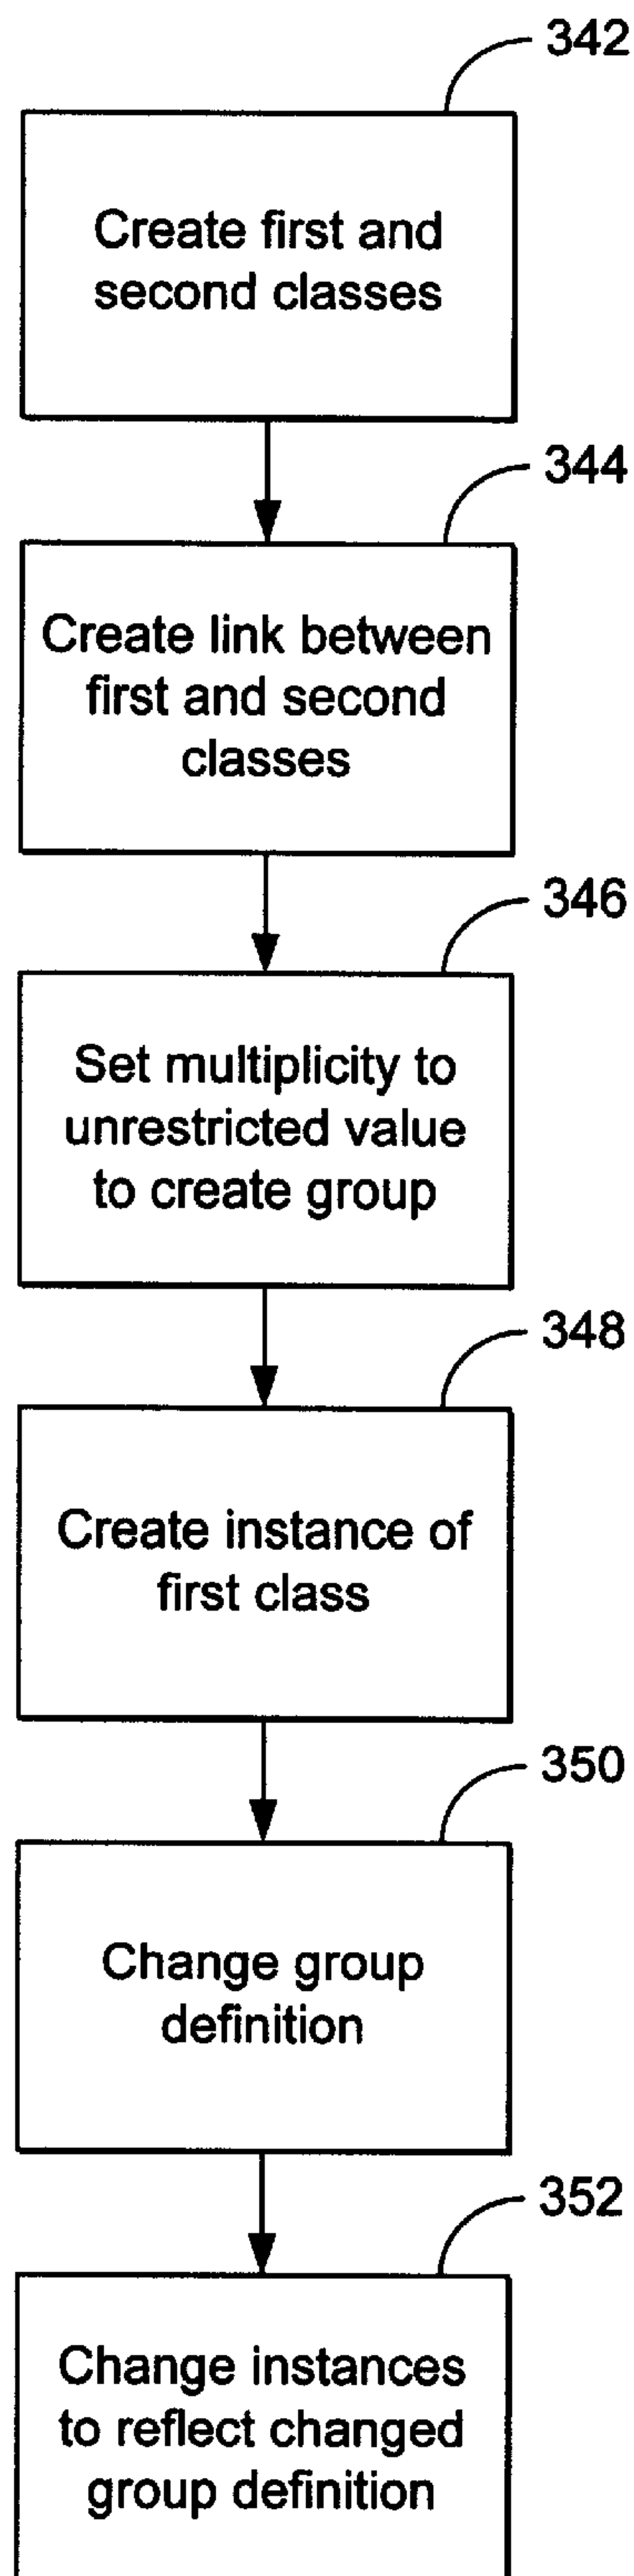 342
Create first and
second classes
344
Create link between
first and second
classes
346
Set multiplicity to
unrestricted value
to create group
348
Create instance of
first class
350
Change group
definition
352
Change instances
to reflect changed
group definition